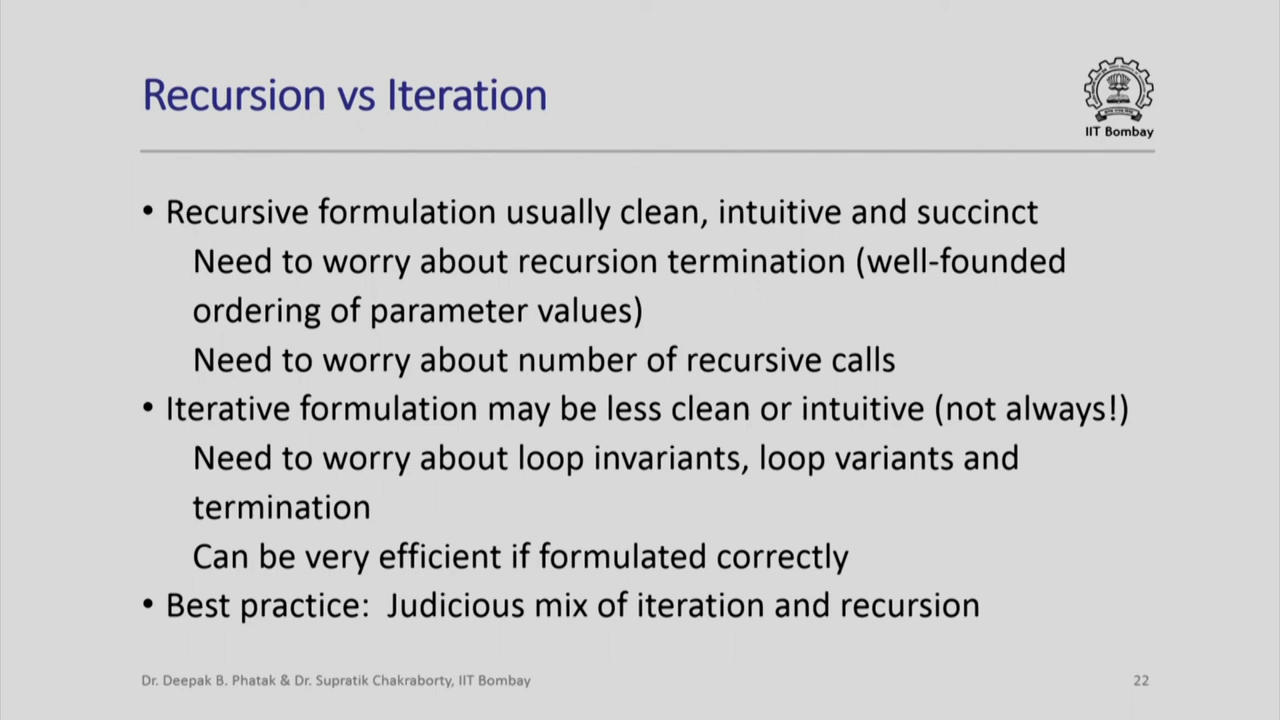 Recursion vs Iteration
IIT Bombay
• Recursive formulation usually clean, intuitive and succinct
Need to worry about recursion termination (well-founded
ordering of parameter values)
Need to worry about number of recursive calls
• Iterative formulation may be less clean or intuitive (not always!)
Need to worry about loop invariants, loop variants and
termination
Can be very efficient if formulated correctly
• Best practice: Judicious mix of iteration and recursion
Dr. Deepak B. Phatak & Dr. Supratik Chakraborty, IIT Bombay
22